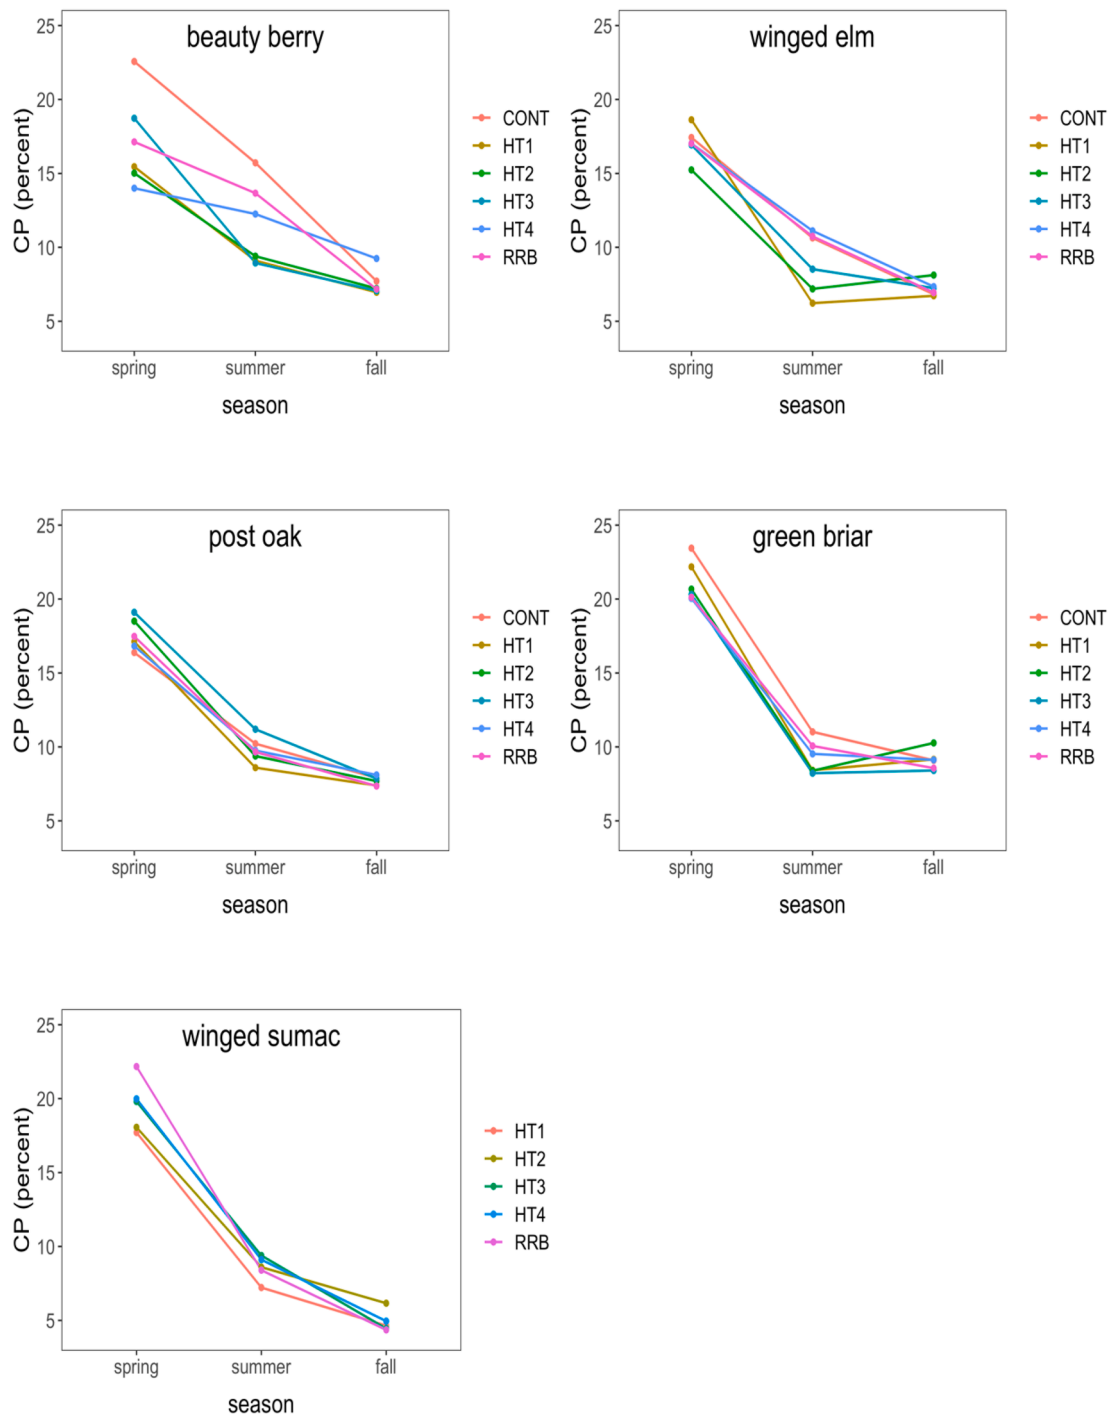 beauty berry
CP (percent)
25
20
15
10
5
spring summer fall
season
CONT
HT1
HT2
HT3
HT4
RRB
winged elm
CP (percent)
25
20
15
10
5
spring summer fall
season
CONT
HT1
HT2
HT3
HT4
RRB
post oak
CP (percent)
25
20
15
10
5
spring summer fall
season
CONT
HT1
HT2
HT3
HT4
RRB
green briar
CP (percent)
25
20
15
10
5
spring summer fall
season
CONT
HT1
HT2
HT3
HT4
RRB
winged sumac
CP (percent)
25
20
15
10
5
spring summer fall
season
HT1
HT2
HT3
HT4
RRB